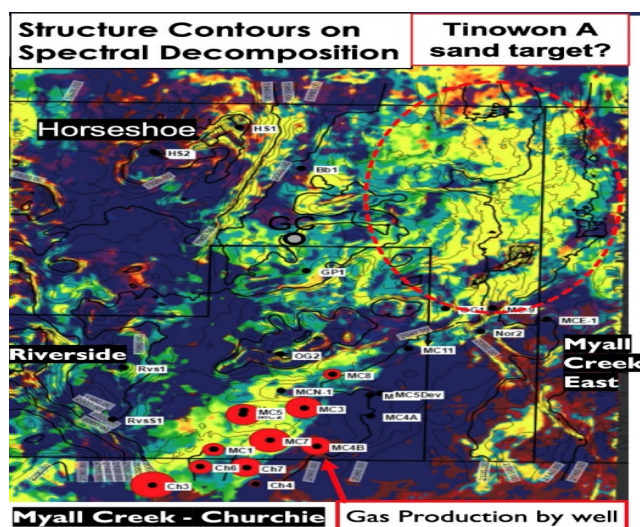 Structure Contours on
Spectral Decomposition
Tinowon A
sand target?
Horseshoe
HS1
HS2
Bb1
GC
GP1
MCE-1
Nor2
MC11
Riverside
Rvs1
OG2
MC8
Myall
Creek
East
MCN-1
MC5Dev
MC5
MC3
MC4A
RvsS1
MC7
MC1
MC4B
Ch6
Ch7
Ch3
Ch4
Myall Creek - Churchie
Gas Production by well